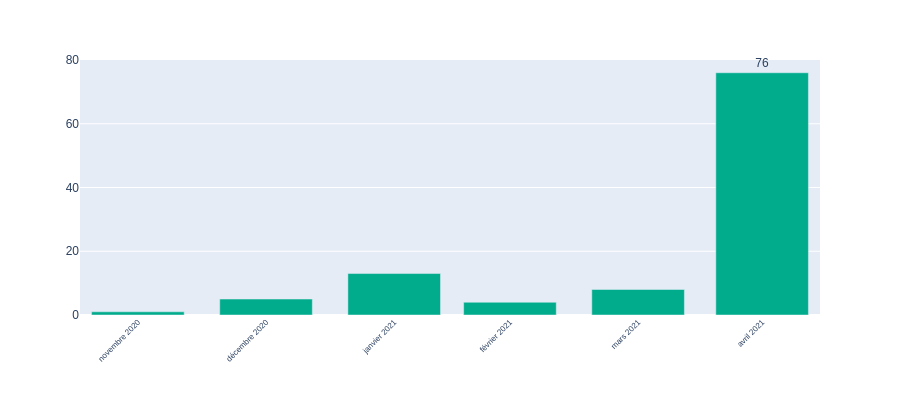 80
76
60
40
20
0
novembre 2020
décembre 2020
janvier 2021
février 2021
mars 2021
avril 2021